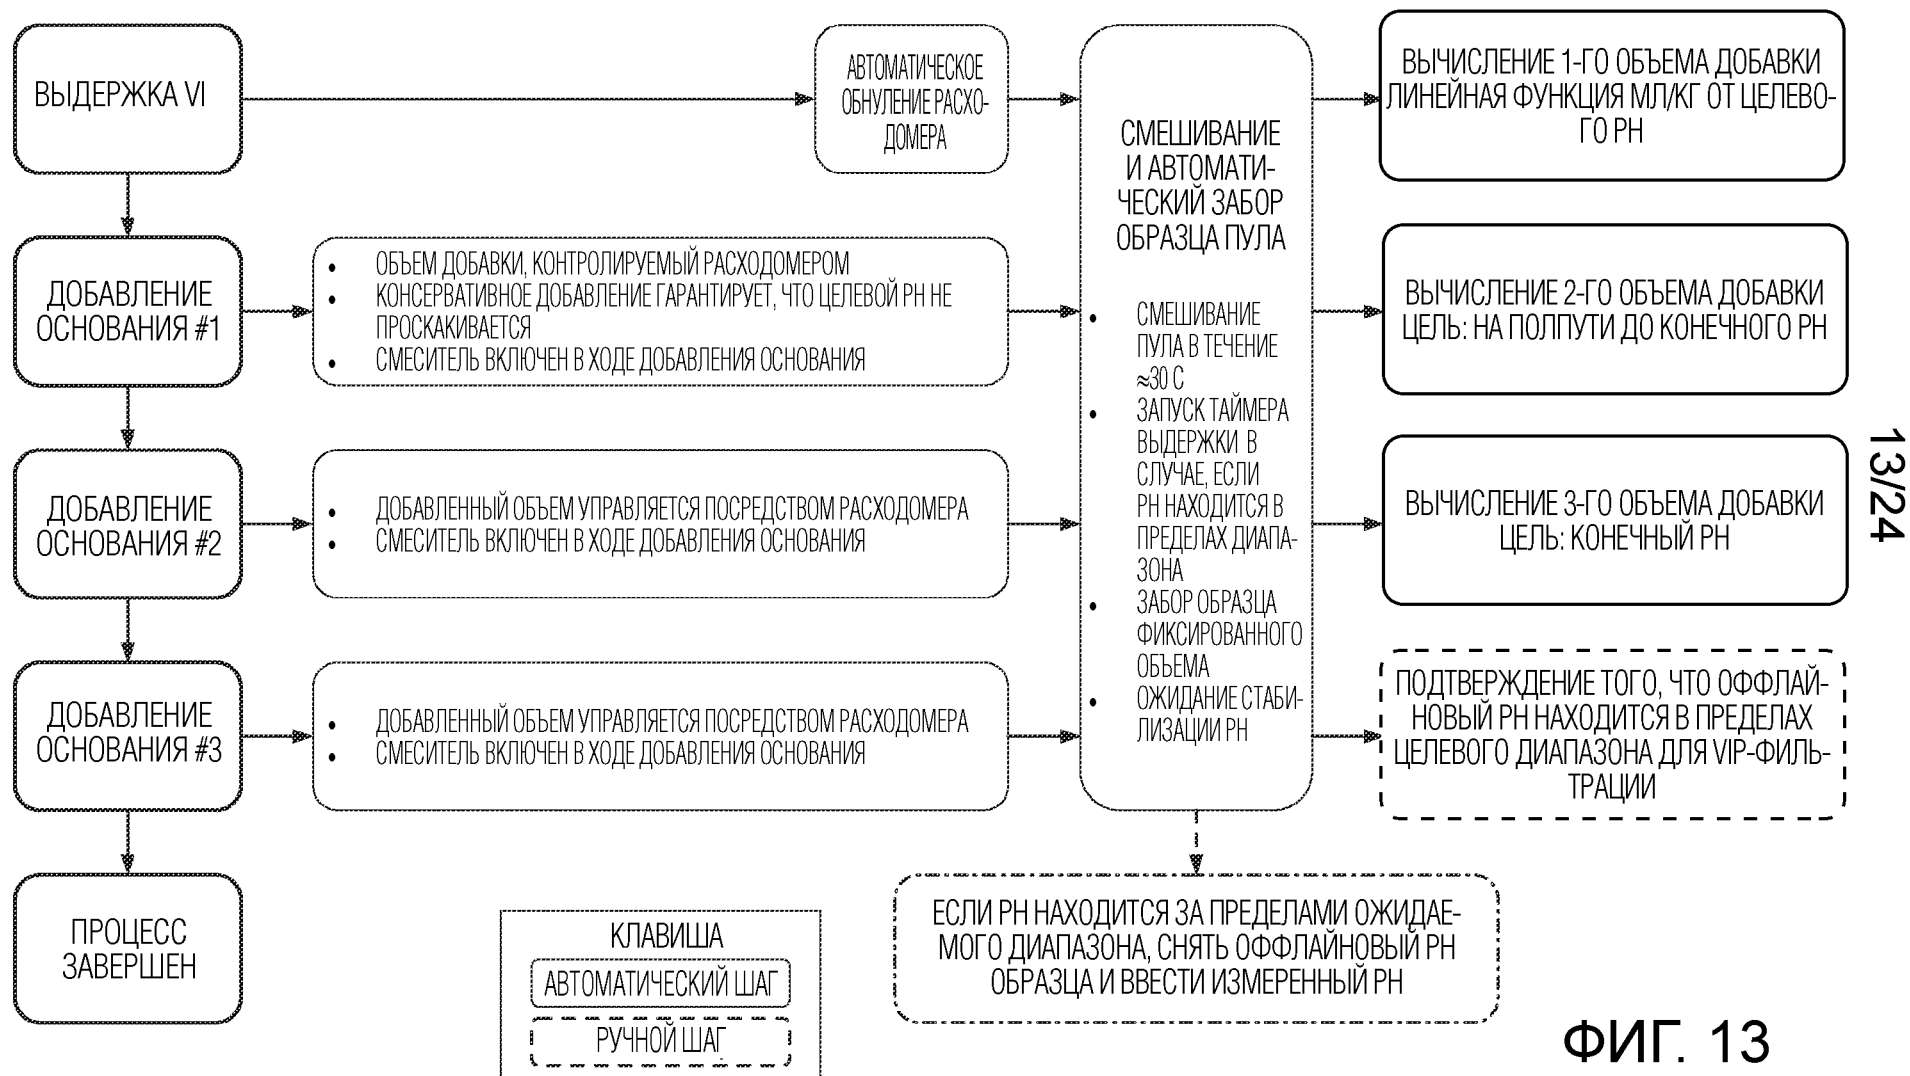 ВЫДЕРЖКА VI
АВТОМАТИЧЕСКОЕ
ОБНУЛЕНИЕ РАСХО-
ДОМЕРА
СМЕШИВАНИЕ
И АВТОМАТИ-
ЧЕСКИЙ ЗАБОР
ОБРАЗЦА ПУЛА
• СМЕШИВАНИЕ
ПУЛА В ТЕЧЕНИЕ
≈30 С
• ЗАПУСК ТАЙМЕРА
ВЫДЕРЖКИ В
СЛУЧАЕ, ЕСЛИ
PH НАХОДИТСЯ В
ПРЕДЕЛАХ ДИАПА-
ЗОНА
• ЗАБОР ОБРАЗЦА
ФИКСИРОВАННОГО
ОБЪЕМА
• ОЖИДАНИЕ СТАБИ-
ЛИЗАЦИИ PH
ВЫЧИСЛЕНИЕ 1-ГО ОБЪЕМА ДОБАВКИ
ЛИНЕЙНАЯ ФУНКЦИЯ МЛ/КГ ОТ ЦЕЛЕВО-
ГО PH
ДОБАВЛЕНИЕ
ОСНОВАНИЯ #1
• ОБЪЕМ ДОБАВКИ, КОНТРОЛИРУЕМЫЙ РАСХОДОМЕРОМ
• КОНСЕРВАТИВНОЕ ДОБАВЛЕНИЕ ГАРАНТИРУЕТ, ЧТО ЦЕЛЕВОЙ PH НЕ
ПРОСКАКИВАЕТСЯ
• СМЕСИТЕЛЬ ВКЛЮЧЕН В ХОДЕ ДОБАВЛЕНИЯ ОСНОВАНИЯ
ВЫЧИСЛЕНИЕ 2-ГО ОБЪЕМА ДОБАВКИ
ЦЕЛЬ: НА ПОЛПУТИ ДО КОНЕЧНОГО PH
ДОБАВЛЕНИЕ
ОСНОВАНИЯ #2
• ДОБАВЛЕННЫЙ ОБЪЕМ УПРАВЛЯЕТСЯ ПОСРЕДСТВОМ РАСХОДОМЕРА
• СМЕСИТЕЛЬ ВКЛЮЧЕН В ХОДЕ ДОБАВЛЕНИЯ ОСНОВАНИЯ
ВЫЧИСЛЕНИЕ 3-ГО ОБЪЕМА ДОБАВКИ
ЦЕЛЬ: КОНЕЧНЫЙ PH
ДОБАВЛЕНИЕ
ОСНОВАНИЯ #3
• ДОБАВЛЕННЫЙ ОБЪЕМ УПРАВЛЯЕТСЯ ПОСРЕДСТВОМ РАСХОДОМЕРА
• СМЕСИТЕЛЬ ВКЛЮЧЕН В ХОДЕ ДОБАВЛЕНИЯ ОСНОВАНИЯ
ПОДТВЕРЖДЕНИЕ ТОГО, ЧТО ОФФЛАЙ-
НОВЫЙ PH НАХОДИТСЯ В ПРЕДЕЛАХ
ЦЕЛЕВОГО ДИАПАЗОНА ДЛЯ VIP-ФИЛЬ-
ТРАЦИИ
ПРОЦЕСС
ЗАВЕРШЕН
КЛАВИША
АВТОМАТИЧЕСКИЙ ШАГ
РУЧНОЙ ШАГ
ЕСЛИ PH НАХОДИТСЯ ЗА ПРЕДЕЛАМИ ОЖИДАЕ-
МОГО ДИАПАЗОНА, СНЯТЬ ОФФЛАЙНОВЫЙ PH
ОБРАЗЦА И ВВЕСТИ ИЗМЕРЕННЫЙ PH
13/24
ФИГ. 13